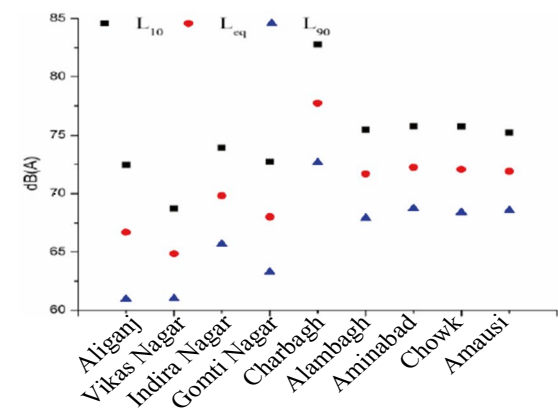 85
L10 Leq L90
80
75
70
65
60
dB(A)
Aliganj
Vikas Nagar
Indira Nagar
Gomti Nagar
Charbagh
Alambagh
Aminabad
Chowk
Amausi